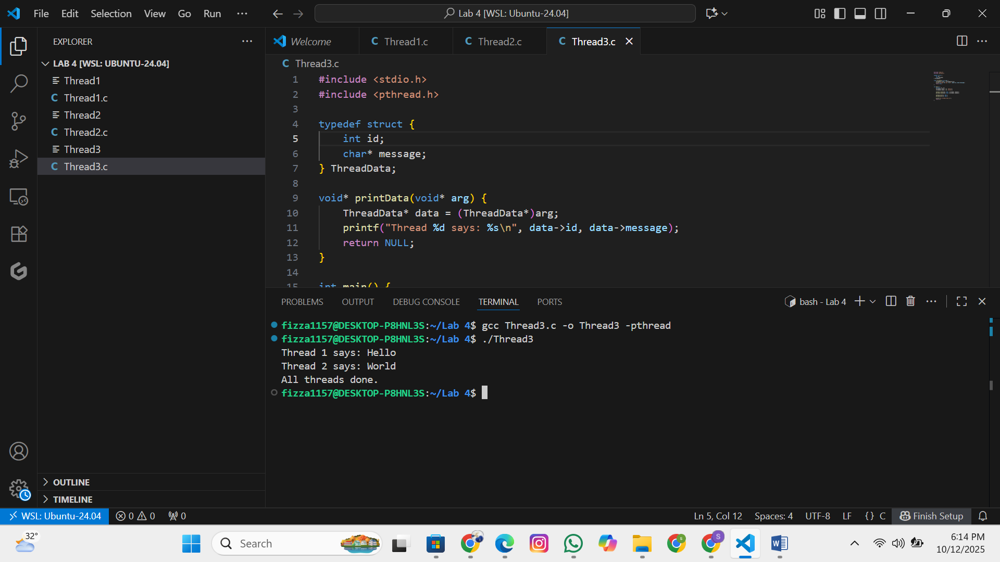 File Edit Selection View Go Run ···
Lab 4 [WSL: Ubuntu-24.04]
EXPLORER
LAB 4 [WSL: UBUNTU-24.04]
Thread1
C Thread1.c
Thread2
C Thread2.c
Thread3
C Thread3.c
OUTLINE
TIMELINE
Welcome
C Thread1.c
C Thread2.c
C Thread3.c
C Thread3.c
1 #include <stdio.h>
2 #include <pthread.h>
3
4 typedef struct {
5 int id;
6 char* message;
7 } ThreadData;
8
9 void* printData(void* arg) {
10 ThreadData* data = (ThreadData*)arg;
11 printf("Thread %d says: %s\n", data->id, data->message);
12 return NULL;
13 }
14
15 int main() {
PROBLEMS OUTPUT DEBUG CONSOLE TERMINAL PORTS
bash - Lab 4
fizza1157@DESKTOP-P8HNL3S:~/Lab 4$ gcc Thread3.c -o Thread3 -pthread
fizza1157@DESKTOP-P8HNL3S:~/Lab 4$ ./Thread3
Thread 1 says: Hello
Thread 2 says: World
All threads done.
fizza1157@DESKTOP-P8HNL3S:~/Lab 4$
WSL: Ubuntu-24.04 0 0 0
Ln 5, Col 12 Spaces: 4 UTF-8 LF {} C Finish Setup
32°
Search
6:14 PM
10/12/2025